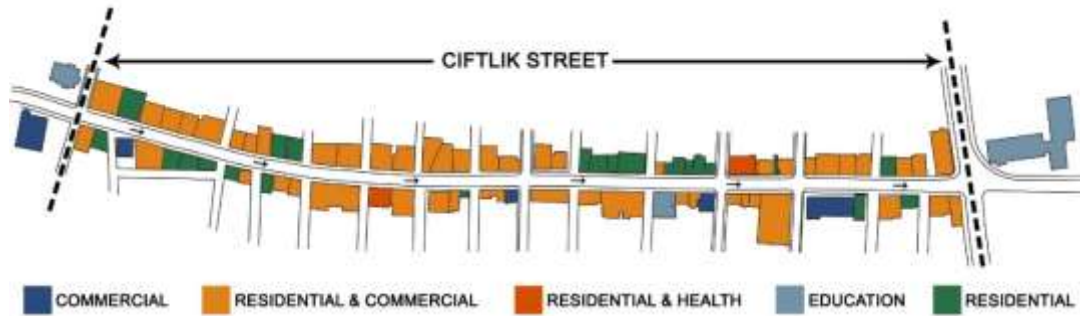 CIFTLIK STREET
COMMERCIAL
RESIDENTIAL & COMMERCIAL
RESIDENTIAL & HEALTH
EDUCATION
RESIDENTIAL